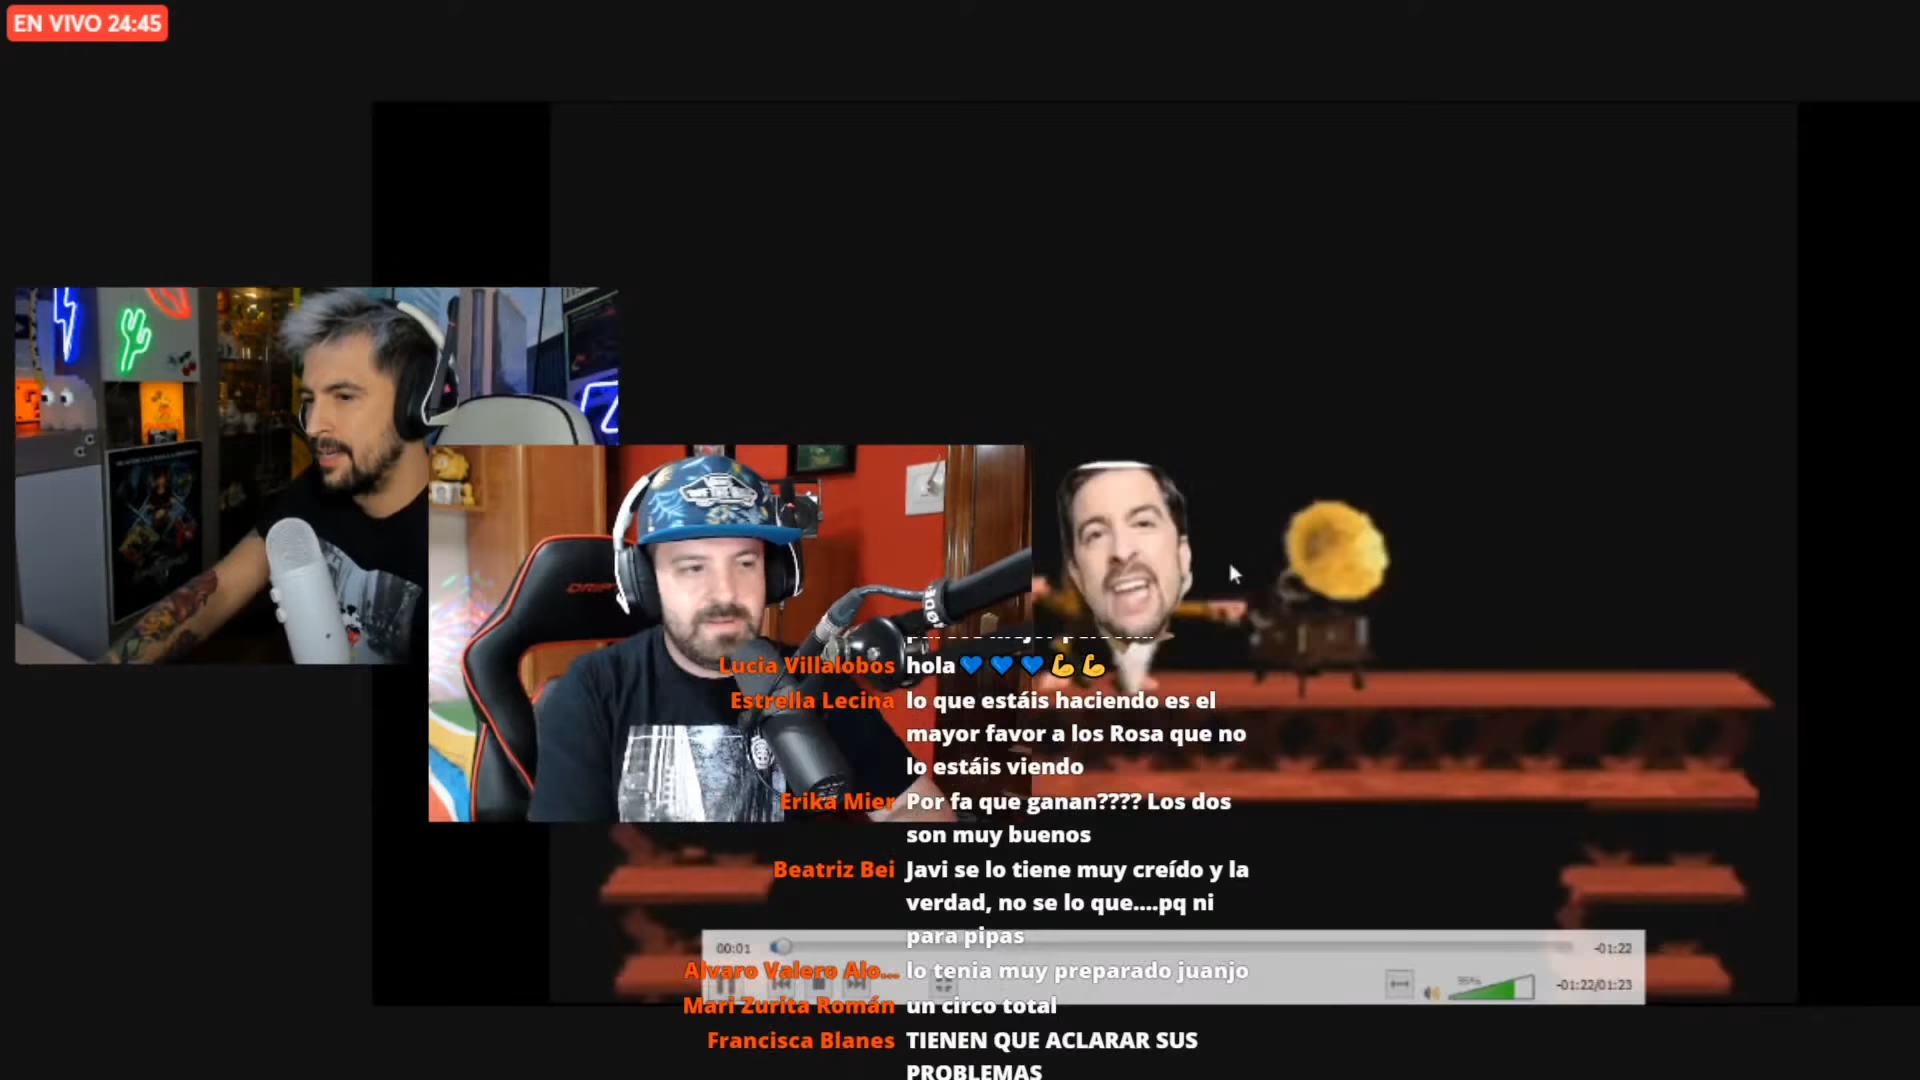 EN VIVO 24:45
Lucia Villalobos hola💙💙💙💪💪
Estrella Lecina lo que estáis haciendo es el
mayor favor a los Rosa que no
lo estáis viendo
Erika Mier Por fa que ganan???? Los dos
son muy buenos
Beatriz Bei Javi se lo tiene muy creído y la
verdad, no se lo que....pq ni
para pipas
00:01 -01:22
Alvaro Valero Alo... lo tenia muy preparado juanjo
95%
-01:22/01:23
Mari Zurita Román un circo total
Francisca Blanes TIENEN QUE ACLARAR SUS
PROBLEMAS
RØDE